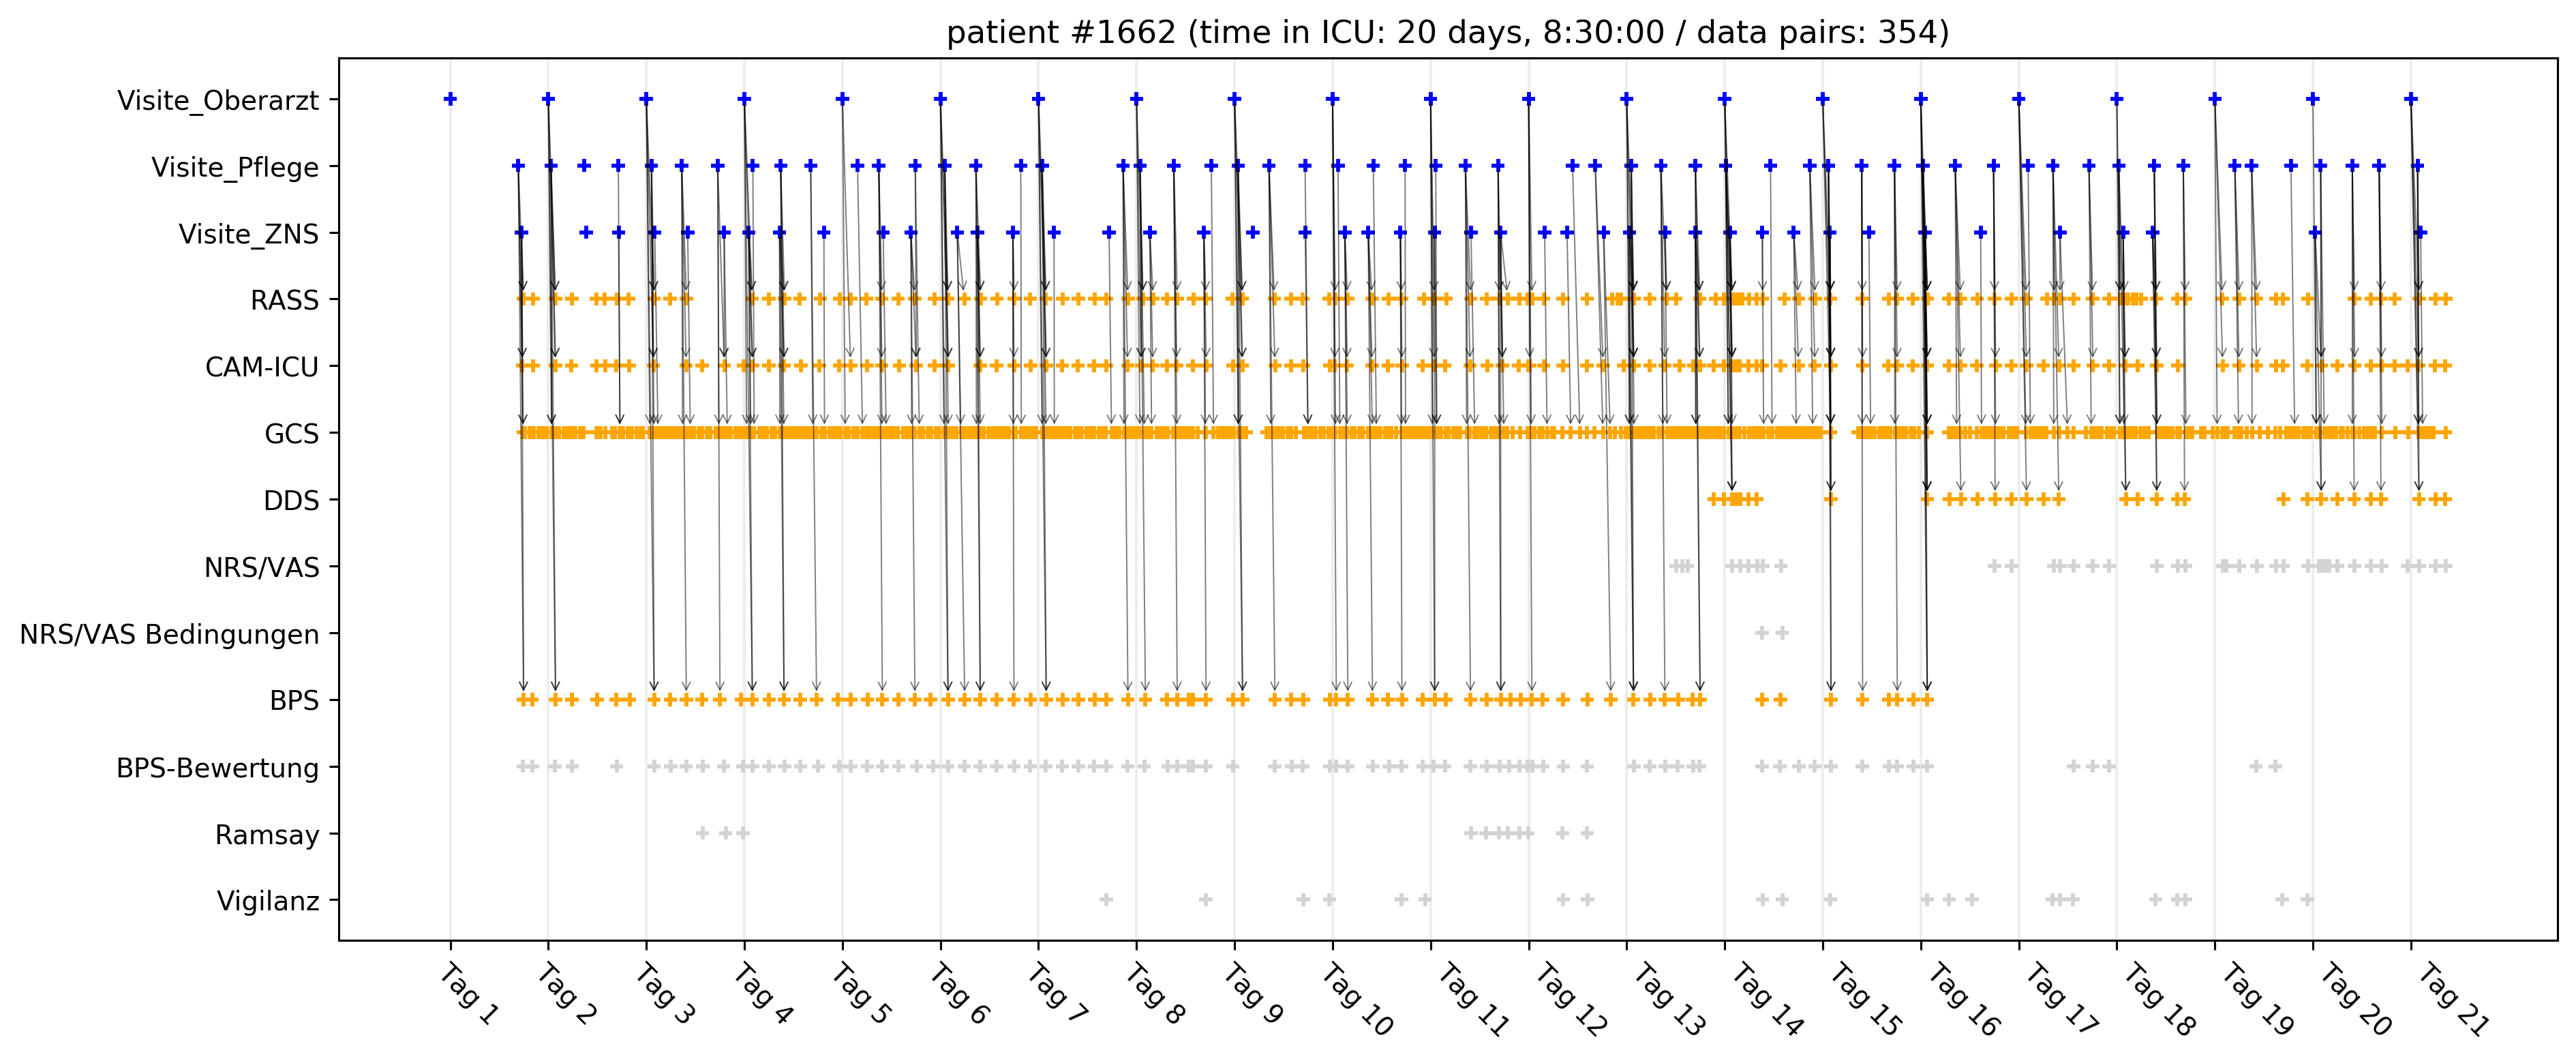 patient #1662 (time in ICU: 20 days, 8:30:00 / data pairs: 354)
Visite_Oberarzt
Visite_Pflege
Visite_ZNS
RASS
CAM-ICU
GCS
DDS
NRS/VAS
NRS/VAS Bedingungen
BPS
BPS-Bewertung
Ramsay
Vigilanz
Tag 1
Tag 2
Tag 3
Tag 4
Tag 5
Tag 6
Tag 7
Tag 8
Tag 9
Tag 10
Tag 11
Tag 12
Tag 13
Tag 14
Tag 15
Tag 16
Tag 17
Tag 18
Tag 19
Tag 20
Tag 21